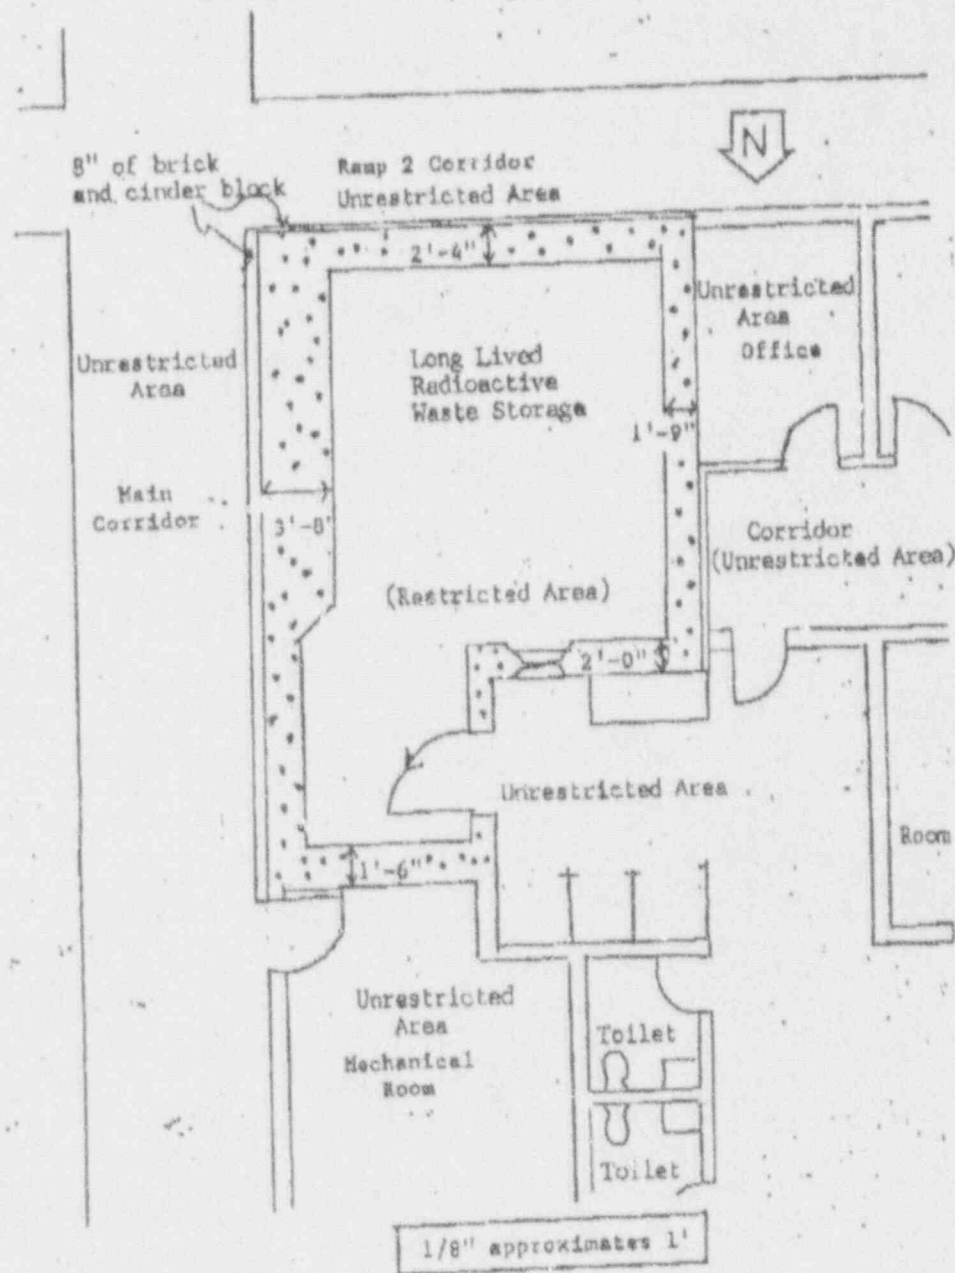 N
8" of brick
and cinder block
Ramp 2 Corridor
Unrestricted Area
2'-4"
Unrestricted
Area
Office
Unrestricted
Area
Long Lived
Radioactive
Waste Storage
1'-9"
Main
Corridor
3'-8'
Corridor
(Unrestricted Area)
(Restricted Area)
2'-0"
Unrestricted Area
Room
1'-6"
Unrestricted
Area
Mechanical
Room
Toilet
Toilet
1/8" approximates 1'